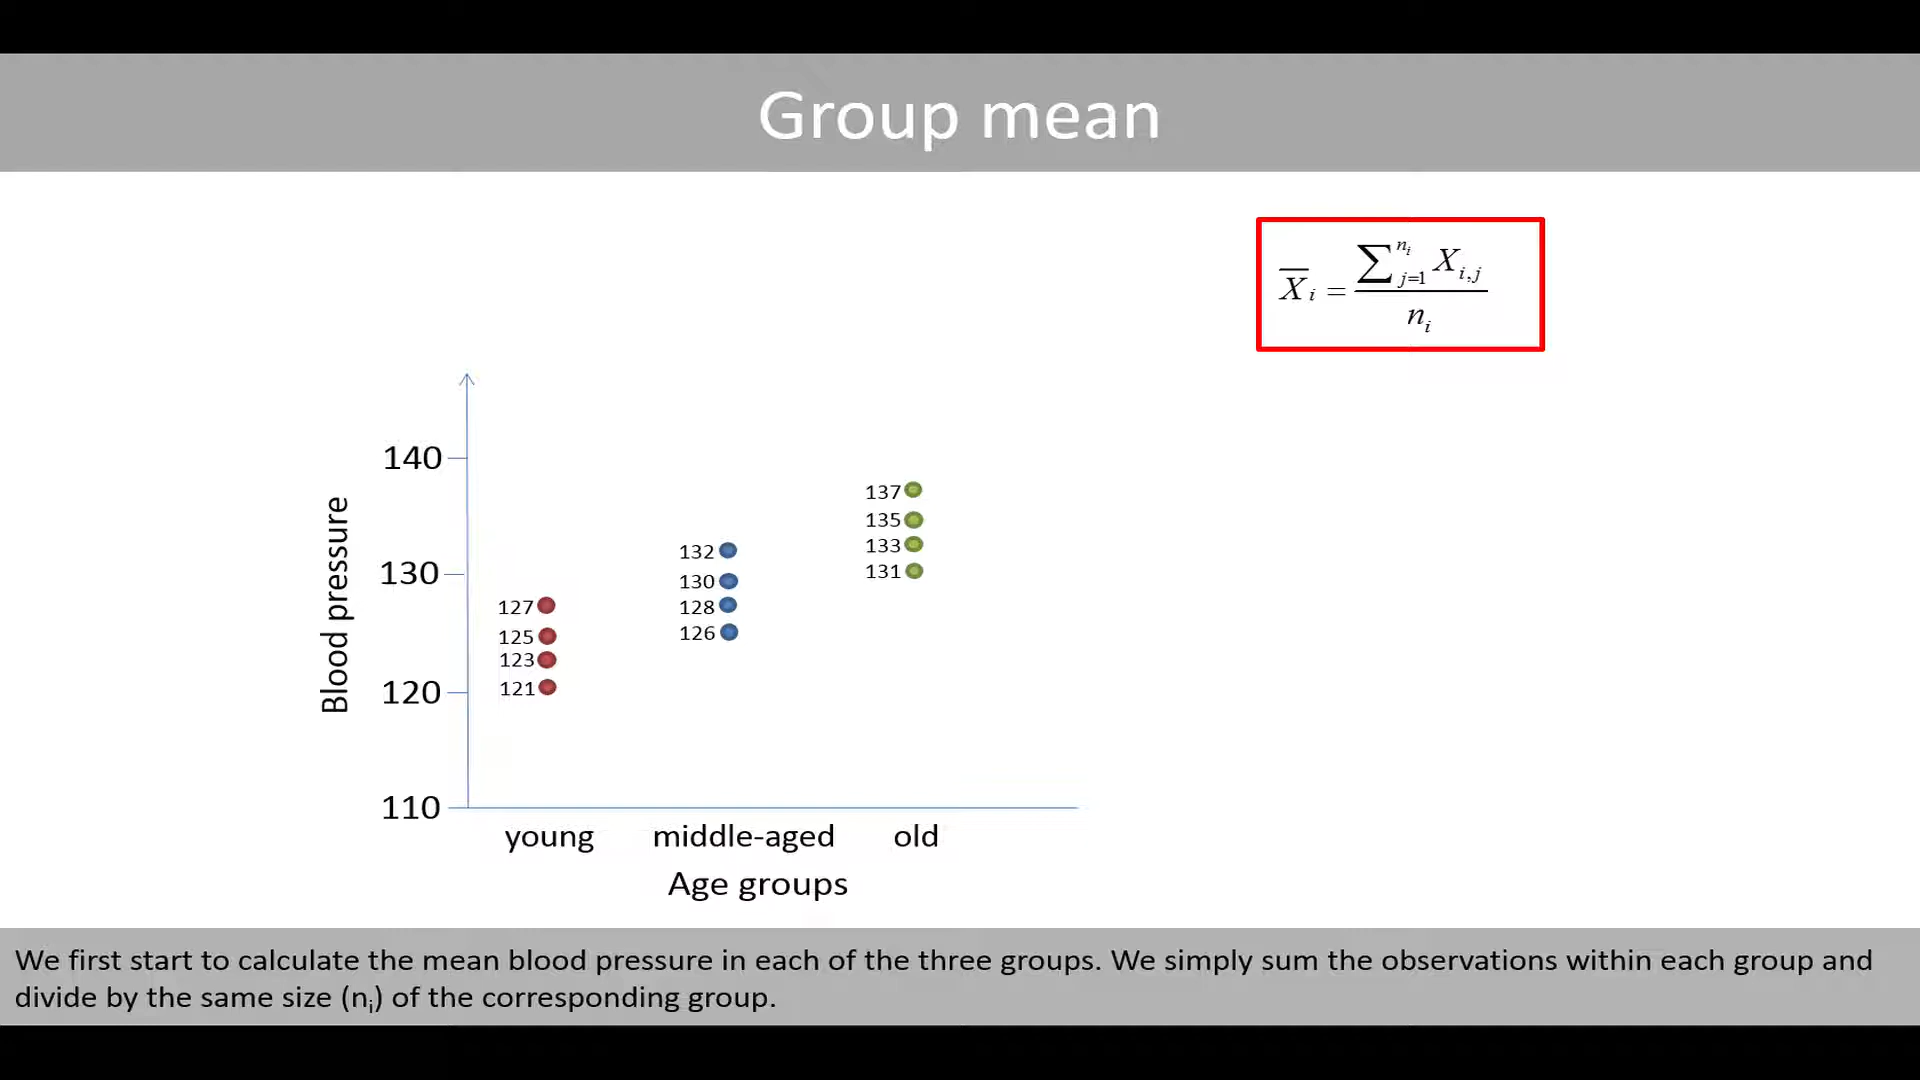 Group mean
X̄ᵢ = ∑ⁿⁱⱼ₌₁ Xᵢ,ⱼ / nᵢ
140
130
120
110
Blood pressure
127
125
123
121
132
130
128
126
137
135
133
131
young middle-aged old
Age groups
We first start to calculate the mean blood pressure in each of the three groups. We simply sum the observations within each group and
divide by the same size (nᵢ) of the corresponding group.